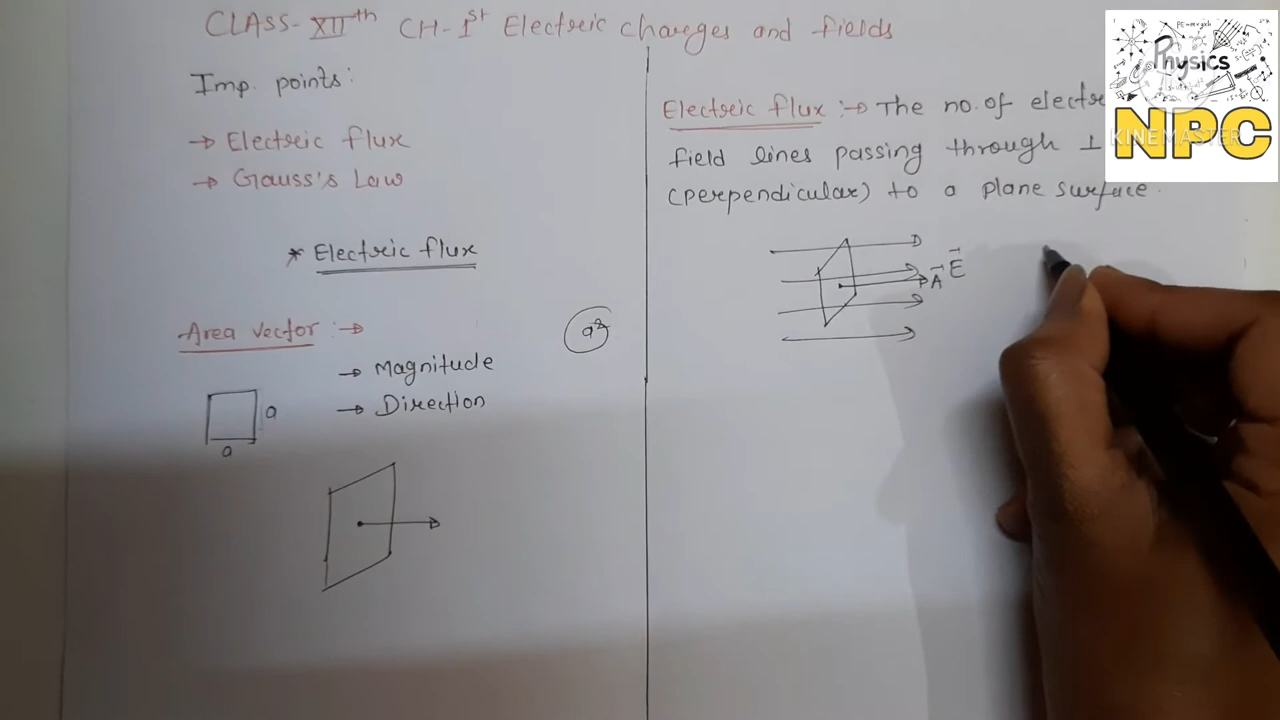 CLASS-XIIth CH-1st Electric charges and fields
Imp. points:
→ Electric flux
→ Gauss's Law
* Electric flux
Area vector :→
→ Magnitude
→ Direction
a
a
a²
Electric flux :→ The no. of
field lines passing through ⊥
(perpendicular) to a plane surface.
A⃗ E⃗
Physics
NPC
KINEMASTER